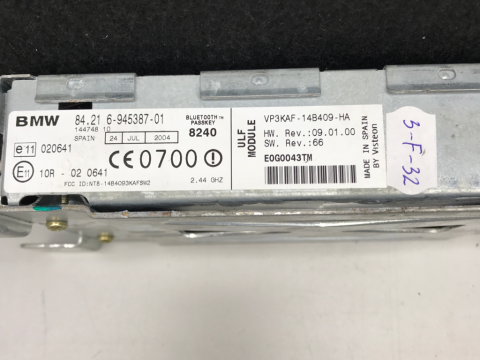 BMW 84.21 6-945387-01
144748 10
SPAIN 24 JUL 2004
BLUETOOTH™
PASSKEY
8240
e11 020641
CE0700!
E11 10R - 02 0641
FCC ID:NT8-14B4093KAFSW2
2.44 GHZ
ULF
MODULE
VP3KAF-14B409-HA
HW. Rev.:09.01.00
SW. Rev.:66
E0G0043TM
MADE IN SPAIN
BY Visteon
3-F-32